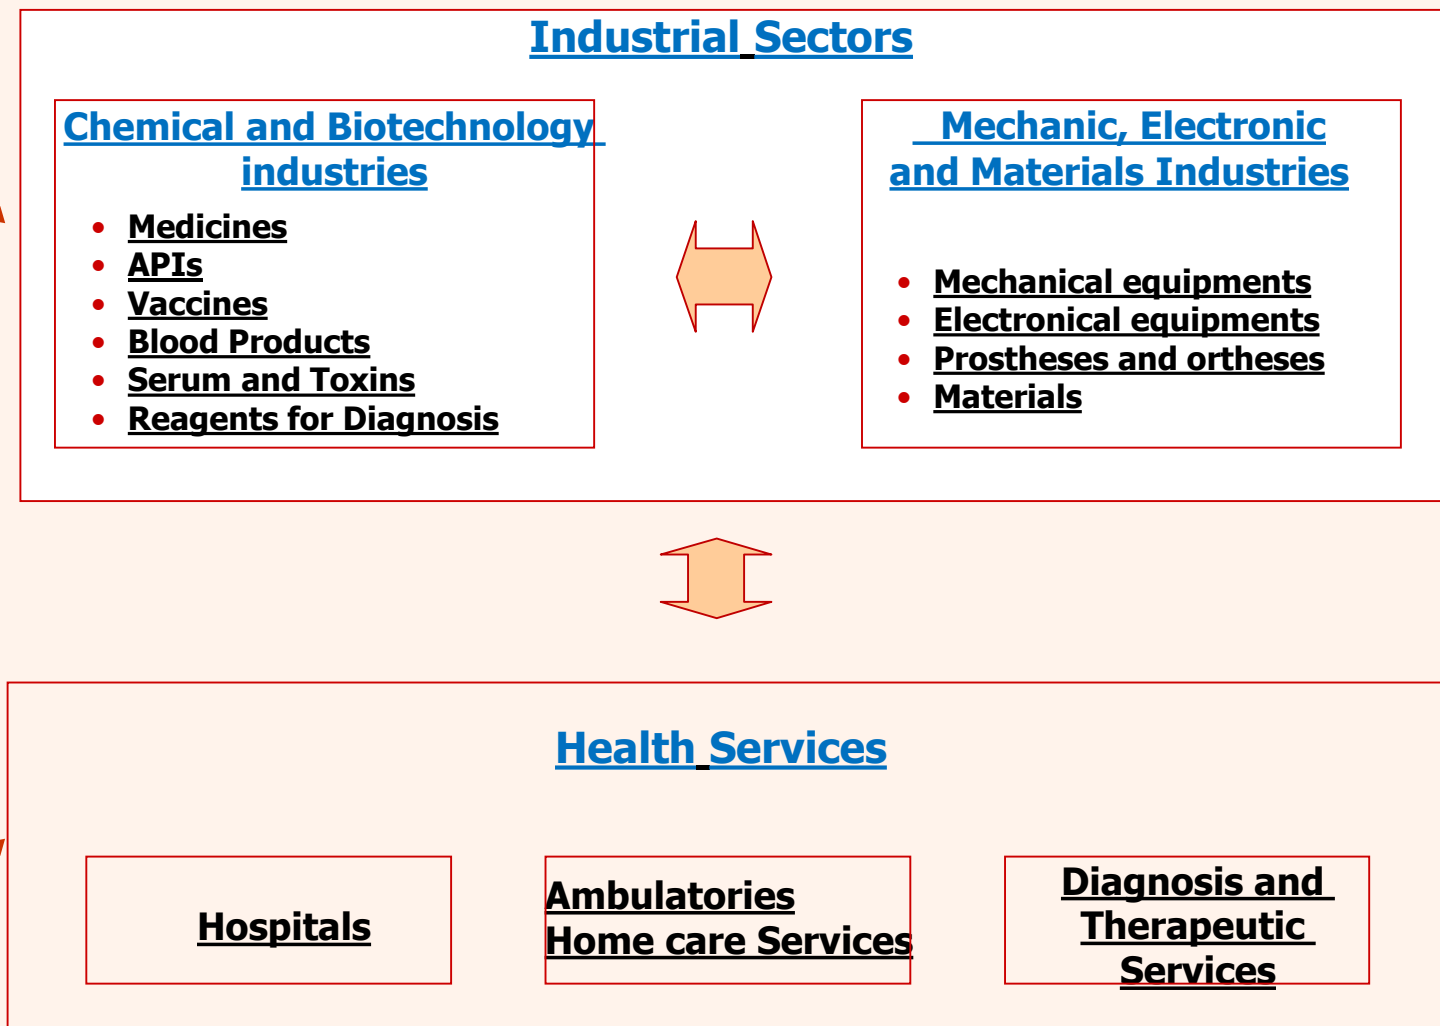 Industrial Sectors
Chemical and Biotechnology
industries
• Medicines
• APIs
• Vaccines
• Blood Products
• Serum and Toxins
• Reagents for Diagnosis
Mechanic, Electronic
and Materials Industries
• Mechanical equipments
• Electronical equipments
• Prostheses and ortheses
• Materials
Health Services
Hospitals
Ambulatories
Home care Services
Diagnosis and
Therapeutic
Services